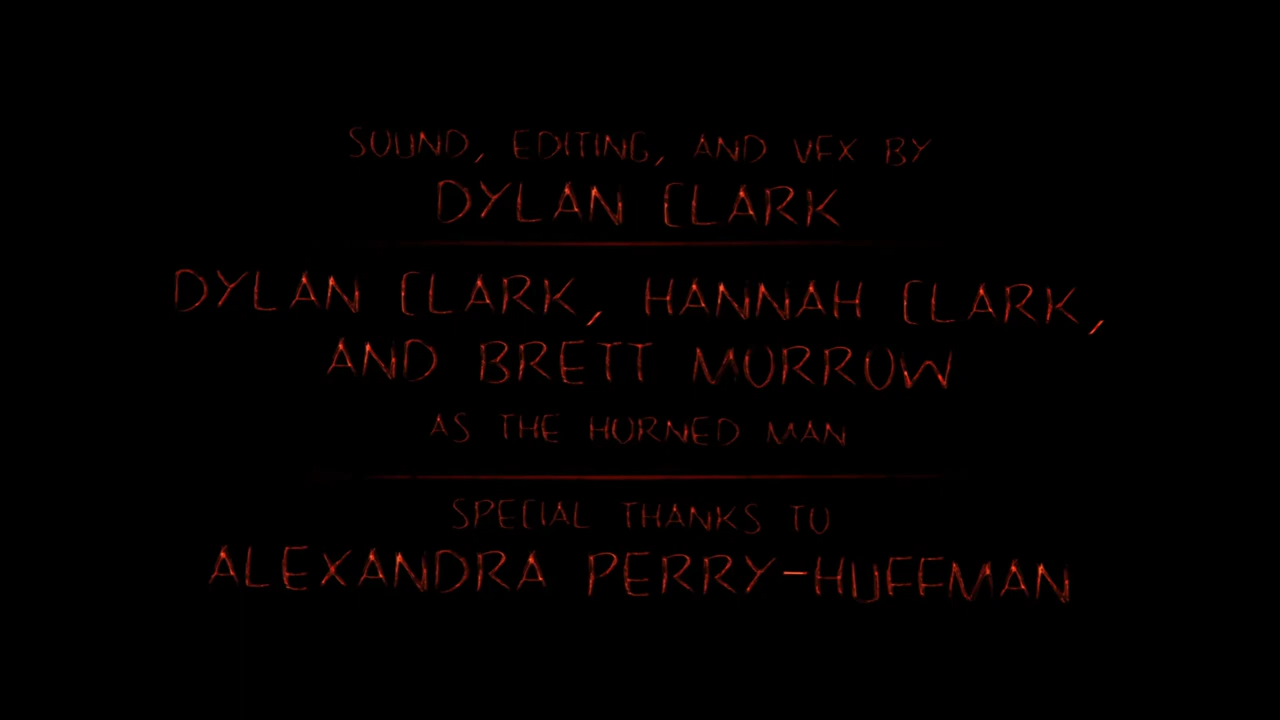 SOUND, EDITING, AND VFX BY
DYLAN CLARK
DYLAN CLARK, HANNAH CLARK,
AND BRETT MORROW
AS THE HORNED MAN
SPECIAL THANKS TO
ALEXANDRA PERRY-HUFFMAN